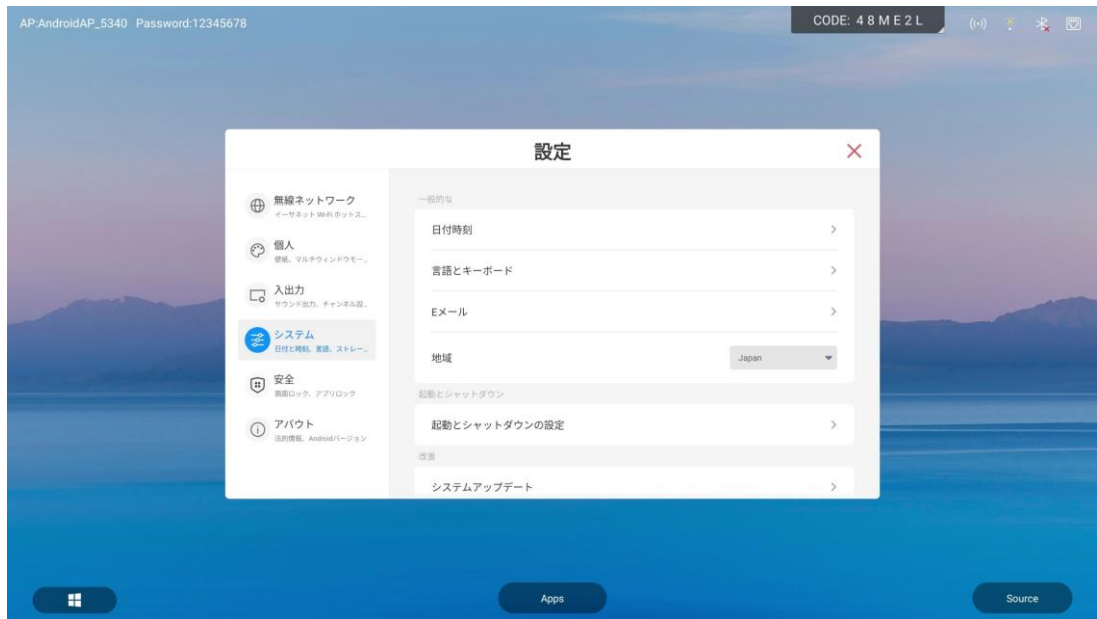 AP:AndroidAP_5340 Password:12345678
CODE: 4 8 M E 2 L
設定
無線ネットワーク
イーサネット Wi-Fi ホットス...
個人
壁紙、マルチウィンドウモー...
入出力
サウンド出力、チャンネル設...
システム
日付と時刻、言語、ストレー...
安全
画面ロック、アプリロック
アバウト
法的情報、Androidバージョン
一般的な
日付時刻
言語とキーボード
Eメール
地域
Japan
起動とシャットダウン
起動とシャットダウンの設定
改善
システムアップデート
Apps
Source